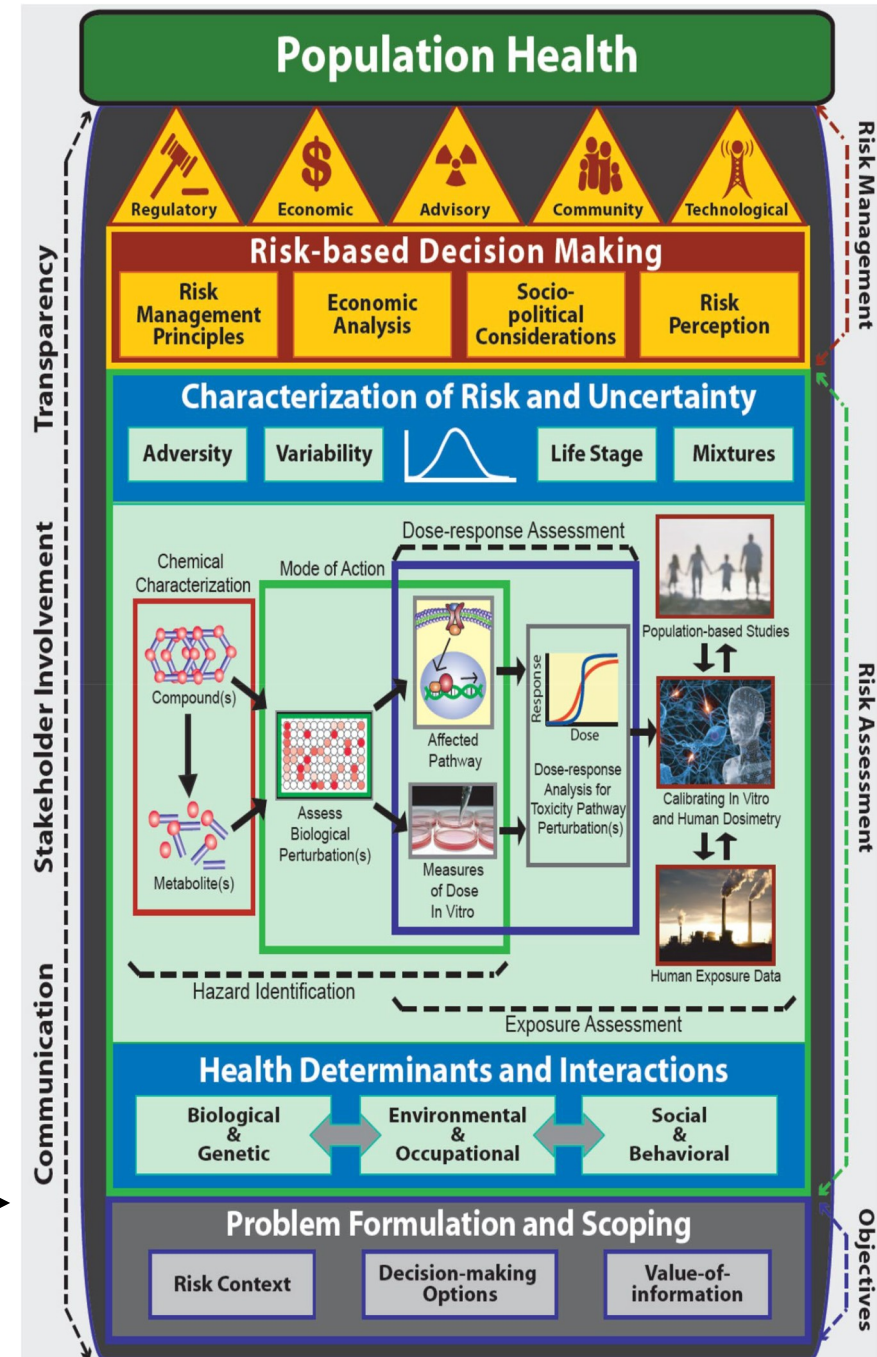 Population Health
Regulatory
Economic
Advisory
Community
Technological
Risk-based Decision Making
Risk
Management
Principles
Economic
Analysis
Socio-
political
Considerations
Risk
Perception
Characterization of Risk and Uncertainty
Adversity
Variability
Life Stage
Mixtures
Chemical
Characterization
Mode of Action
Dose-response Assessment
Compound(s)
Metabolite(s)
Assess
Biological
Perturbation(s)
Affected
Pathway
Measures
of Dose
In Vitro
Response
Dose
Dose-response
Analysis for
Toxicity Pathway
Perturbation(s)
Population-based Studies
Calibrating In Vitro
and Human Dosimetry
Human Exposure Data
Hazard Identification
Exposure Assessment
Health Determinants and Interactions
Biological
&
Genetic
Environmental
&
Occupational
Social
&
Behavioral
Problem Formulation and Scoping
Risk Context
Decision-making
Options
Value-of-
information
Transparency
Stakeholder Involvement
Communication
Risk Management
Risk Assessment
Objectives
$